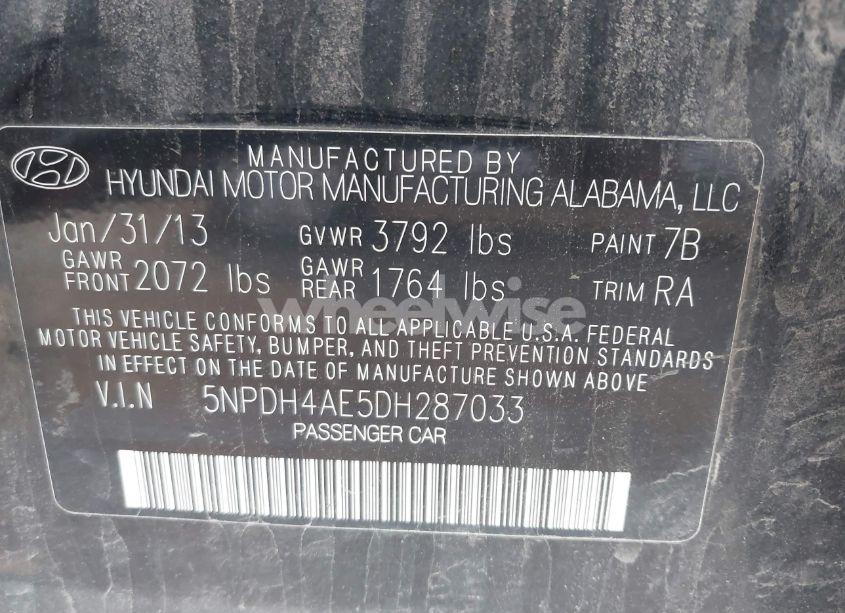 MANUFACTURED BY
HYUNDAI MOTOR MANUFACTURING ALABAMA, LLC
Jan/31/13 GVWR 3792 lbs PAINT 7B
GAWR FRONT 2072 lbs GAWR REAR 1764 lbs TRIM RA
wheelwise
THIS VEHICLE CONFORMS TO ALL APPLICABLE U.S.A. FEDERAL
MOTOR VEHICLE SAFETY, BUMPER, AND THEFT PREVENTION STANDARDS
IN EFFECT ON THE DATE OF MANUFACTURE SHOWN ABOVE
V.I.N 5NPDH4AE5DH287033
PASSENGER CAR